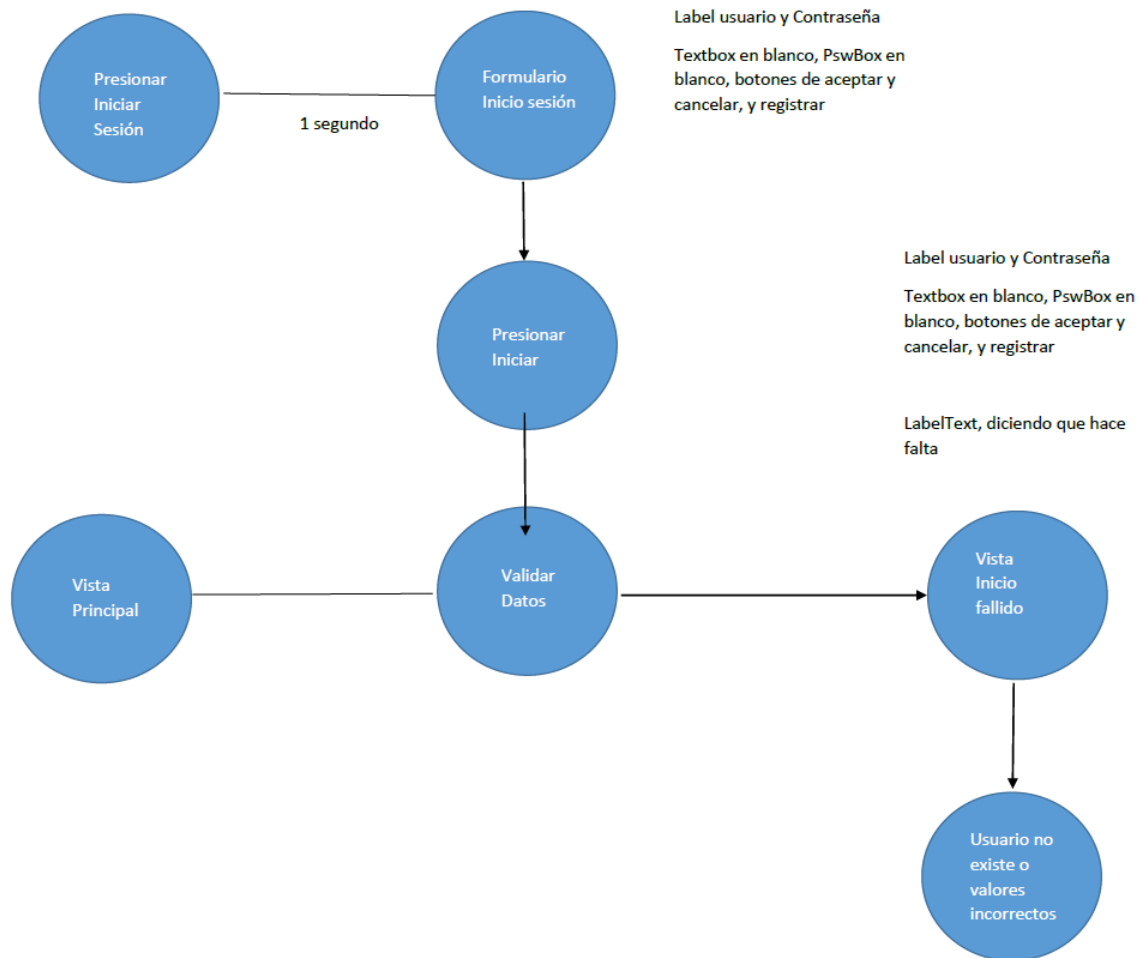 Label usuario y Contraseña
Textbox en blanco, PswBox en
blanco, botones de aceptar y
cancelar, y registrar
Presionar
Iniciar
Sesión
1 segundo
Formulario
Inicio sesión
Label usuario y Contraseña
Textbox en blanco, PswBox en
blanco, botones de aceptar y
cancelar, y registrar
LabelText, diciendo que hace
falta
Presionar
Iniciar
Vista
Principal
Validar
Datos
Vista
Inicio
fallido
Usuario no
existe o
valores
incorrectos